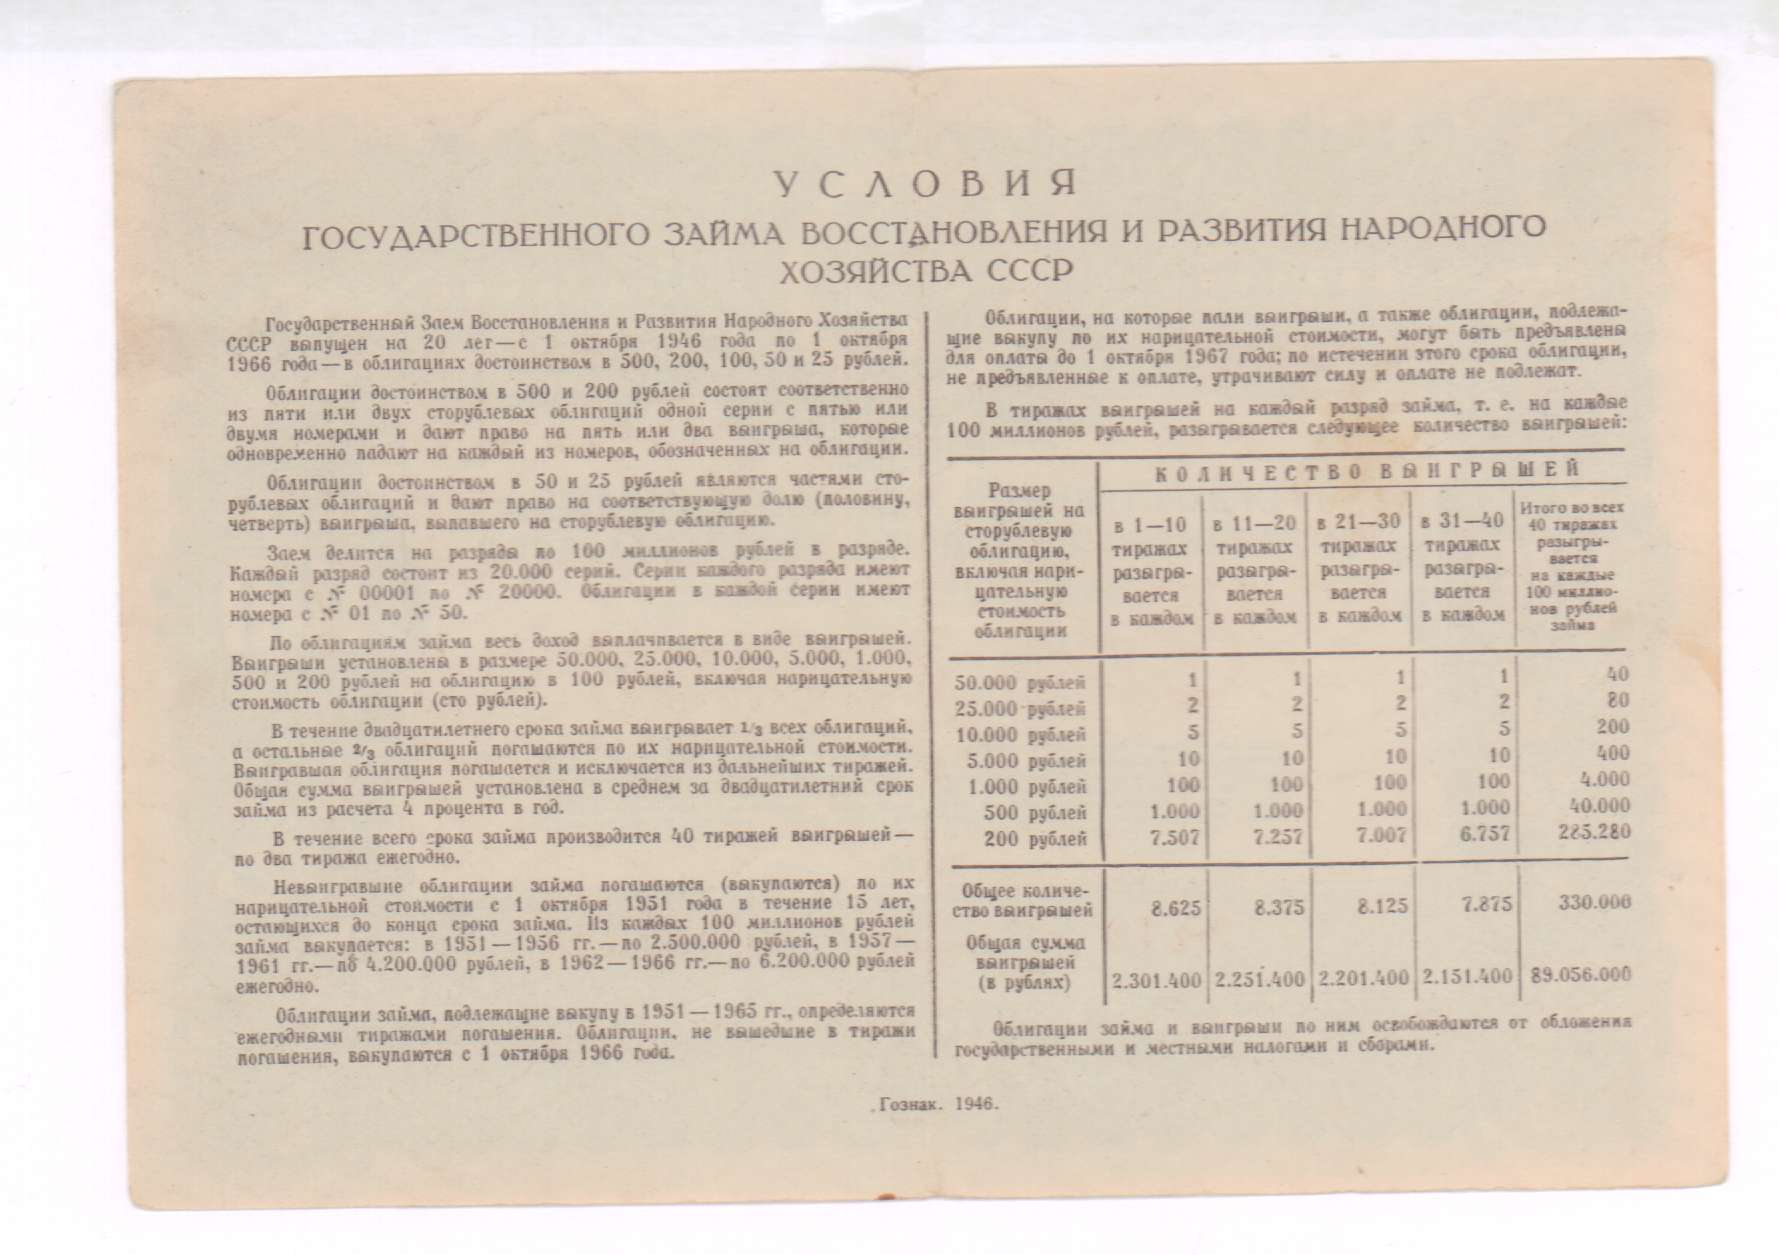 УСЛОВИЯ
ГОСУДАРСТВЕННОГО ЗАЙМА ВОССТАНОВЛЕНИЯ И РАЗВИТИЯ НАРОДНОГО
ХОЗЯЙСТВА СССР
Государственный Заем Восстановления и Развития Народного Хозяйства
СССР выпущен на 20 лет—с 1 октября 1946 года по 1 октября
1966 года—в облигациях достоинством в 500, 200, 100, 50 и 25 рублей.
Облигации достоинством в 500 и 200 рублей состоят соответственно
из пяти или двух сторублевых облигаций одной серии с пятью или
двумя номерами и дают право на пять или два выигрыша, которые
одновременно падают на каждый из номеров, обозначенных на облигации.
Облигации достоинством в 50 и 25 рублей являются частями сто-
рублевых облигаций и дают право на соответствующую долю (половину,
четверть) выигрыша, выпавшего на сторублевую облигацию.
Заем делится на разряды по 100 миллионов рублей в разряде.
Каждый разряд состоит из 20.000 серий. Серии каждого разряда имеют
номера с № 00001 по № 20000. Облигации в каждой серии имеют
номера с № 01 по № 50.
По облигациям займа весь доход выплачивается в виде выигрышей.
Выигрыши установлены в размере 50.000, 25.000, 10.000, 5.000, 1.000,
500 и 200 рублей на облигацию в 100 рублей, включая нарицательную
стоимость облигации (сто рублей).
В течение двадцатилетнего срока займа выигрывает 1/3 всех облигаций,
а остальные 2/3 облигаций погашаются по их нарицательной стоимости.
Выигравшая облигация погашается и исключается из дальнейших тиражей.
Общая сумма выигрышей установлена в среднем за двадцатилетний срок
займа из расчета 4 процента в год.
В течение всего срока займа производится 40 тиражей выигрышей—
по два тиража ежегодно.
Невыигравшие облигации займа погашаются (выкупаются) по их
нарицательной стоимости с 1 октября 1951 года в течение 15 лет,
остающихся до конца срока займа. Из каждых 100 миллионов рублей
займа выкупается: в 1951—1956 гг.—по 2.500.000 рублей, в 1957—
1961 гг.—по 4.200.000 рублей, в 1962—1966 гг.—по 6.200.000 рублей
ежегодно.
Облигации займа, подлежащие выкупу в 1951—1965 гг., определяются
ежегодными тиражами погашения. Облигации, не вышедшие в тиражи
погашения, выкупаются с 1 октября 1966 года.
Облигации, на которые пали выигрыши, а также облигации, подлежа-
щие выкупу по их нарицательной стоимости, могут быть предъявлены
для оплаты до 1 октября 1967 года; по истечении этого срока облигации,
не предъявленные к оплате, утрачивают силу и оплате не подлежат.
В тиражах выигрышей на каждый разряд займа, т. е. на каждые
100 миллионов рублей, разыгрывается следующее количество выигрышей:
Размер
выигрышей на
сторублевую
облигацию,
включая нари-
цательную
стоимость
облигации
КОЛИЧЕСТВО ВЫИГРЫШЕЙ
в 1—10
тиражах
разыгры-
вается
в каждом
в 11—20
тиражах
разыгры-
вается
в каждом
в 21—30
тиражах
разыгры-
вается
в каждом
в 31—40
тиражах
разыгры-
вается
в каждом
Итого во всех
40 тиражах
разыгры-
вается
на каждые
100 миллио-
нов рублей
займа
50.000 рублей 1 1 1 1 40
25.000 рублей 2 2 2 2 80
10.000 рублей 5 5 5 5 200
5.000 рублей 10 10 10 10 400
1.000 рублей 100 100 100 100 4.000
500 рублей 1.000 1.000 1.000 1.000 40.000
200 рублей 7.507 7.257 7.007 6.757 285.280
Общее количе-
ство выигрышей 8.625 8.375 8.125 7.875 330.000
Общая сумма
выигрышей
(в рублях) 2.301.400 2.251.400 2.201.400 2.151.400 89.056.000
Облигации займа и выигрыши по ним освобождаются от обложения
государственными и местными налогами и сборами.
Гознак. 1946.